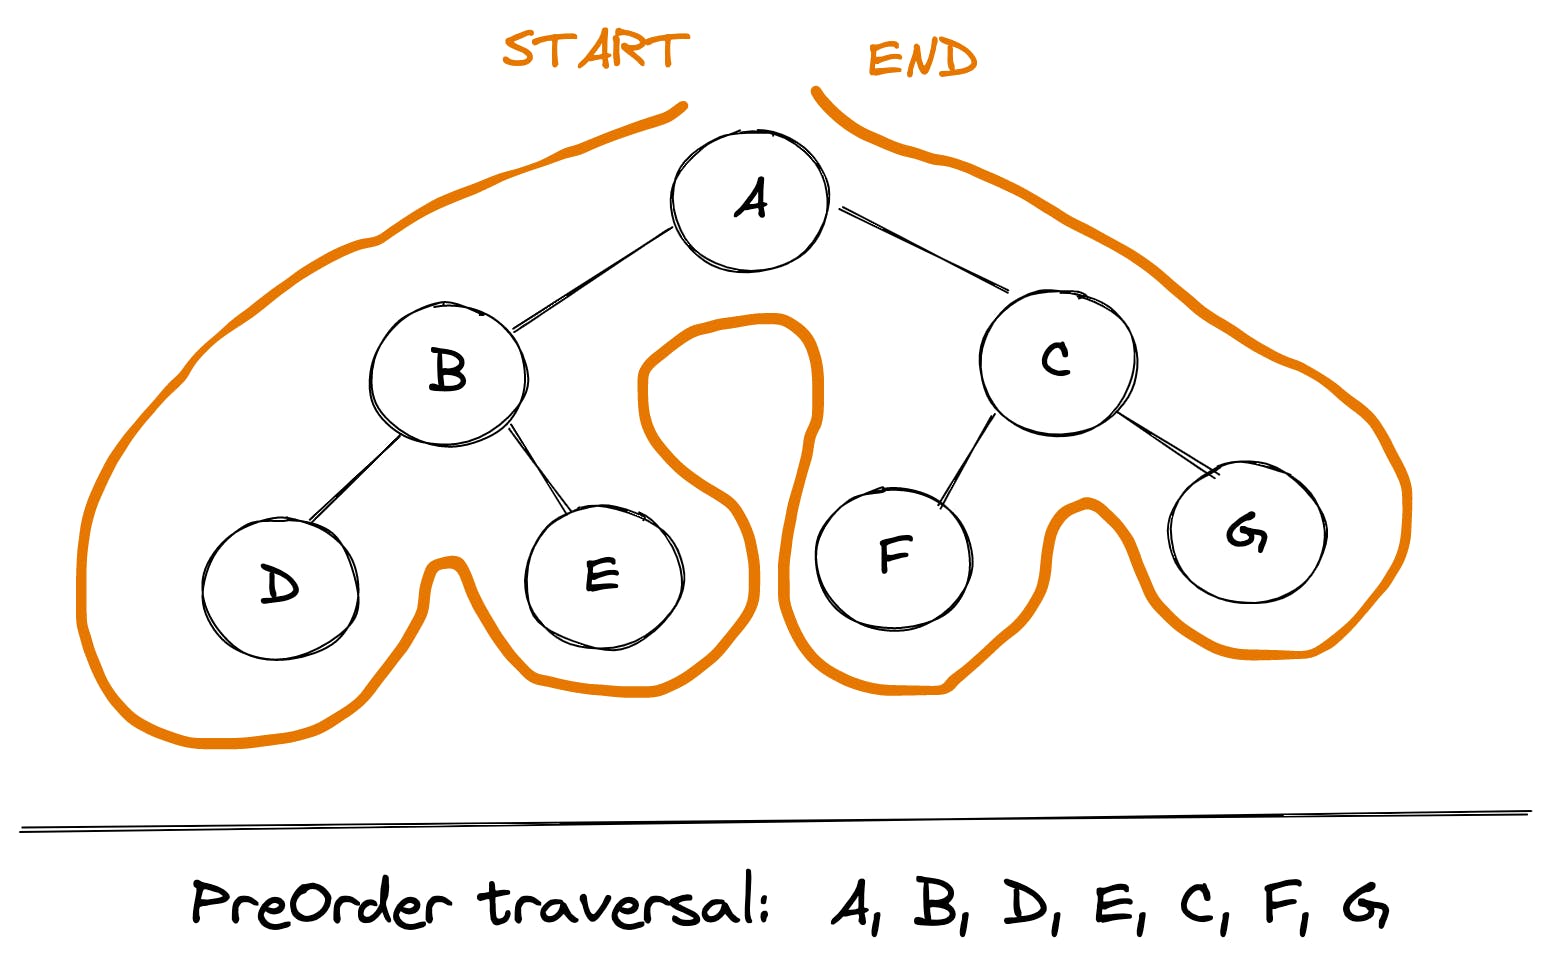 START
END
A
B
C
D
E
F
G
PreOrder traversal: A, B, D, E, C, F, G